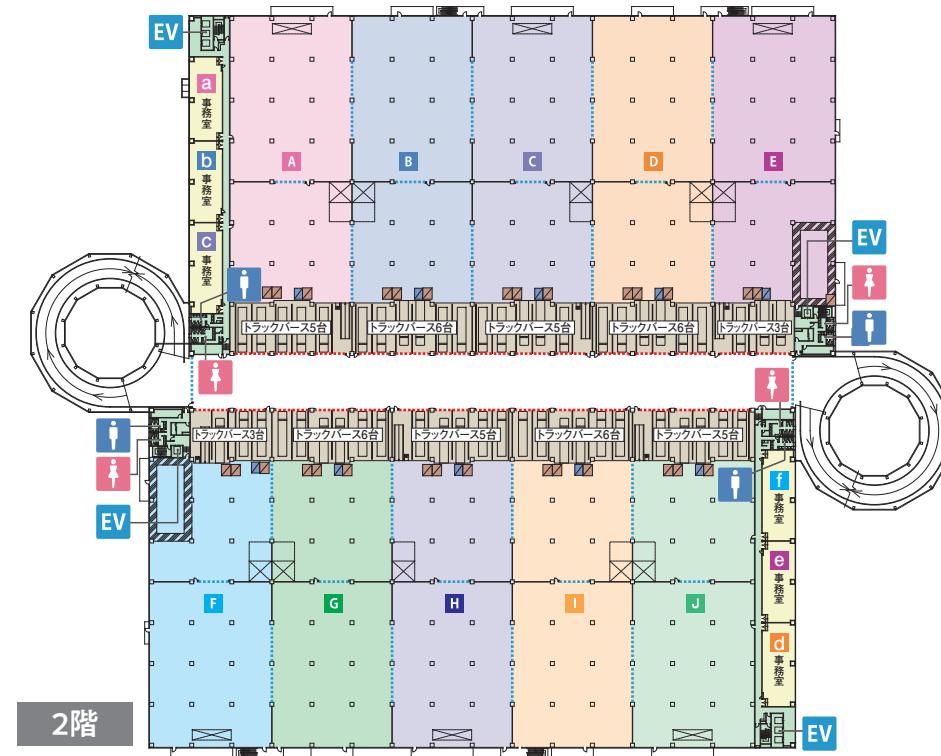 EV
a
事務室
b
事務室
c
事務室
A
B
C
D
E
EV
トラックバース5台
トラックバース6台
トラックバース5台
トラックバース6台
トラックバース3台
トラックバース3台
トラックバース6台
トラックバース5台
トラックバース6台
トラックバース5台
EV
f
事務室
e
事務室
d
事務室
F
G
H
I
J
2階
EV